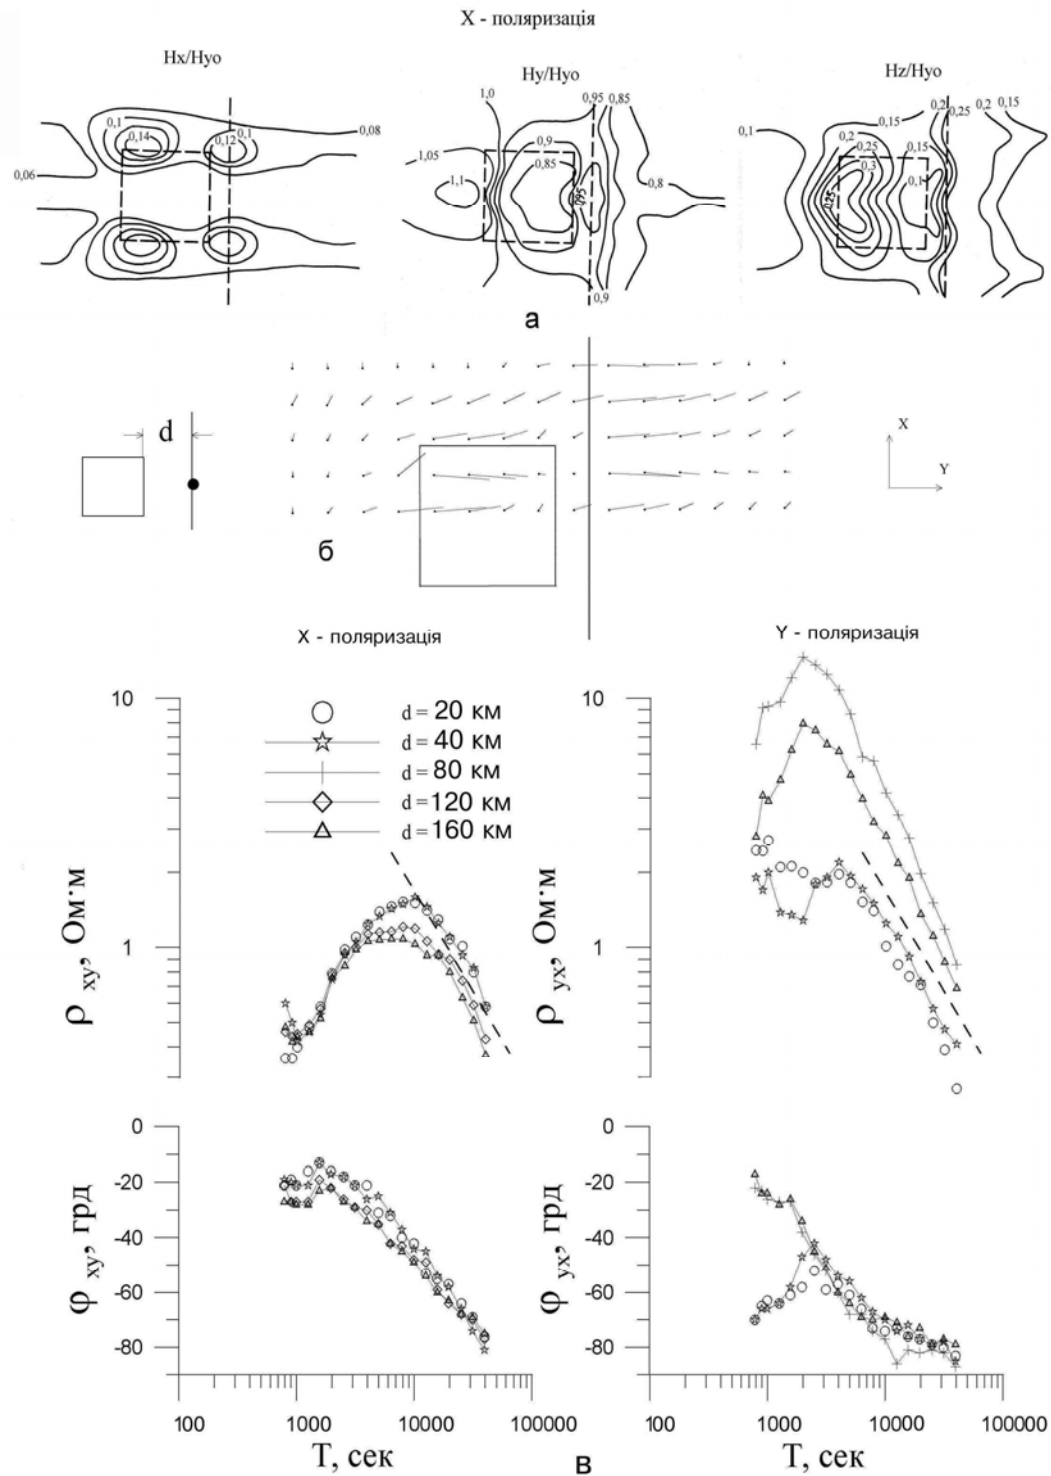 X - поляризація
Hx/Hyo
Hy/Hyo
Hz/Hyo
0,1
0,14
0,12
0,1
0,08
0,06
1,0
0,95
0,85
1,05
0,9
0,85
1,1
0,95
0,8
0,9
0,2
0,15
0,25
0,2
0,15
0,1
0,2
0,15
0,25
0,3
0,1
0,25
а
d
X
Y
б
X - поляризація
Y - поляризація
d = 20 км
d = 40 км
d = 80 км
d = 120 км
d = 160 км
10
1
ρ xy, Ом·м
10
1
ρ yx, Ом·м
0
-20
-40
-60
-80
φ xy, грд
0
-20
-40
-60
-80
φ yx, грд
100
1000
10000
100000
T, сек
100
1000
10000
100000
T, сек
в